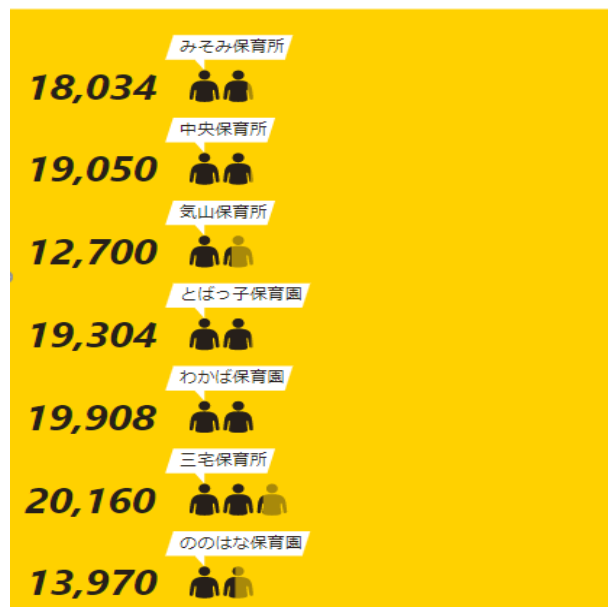 みそみ保育所
18,034
中央保育所
19,050
気山保育所
12,700
とばっ子保育園
19,304
わかば保育園
19,908
三宅保育所
20,160
ののはな保育園
13,970